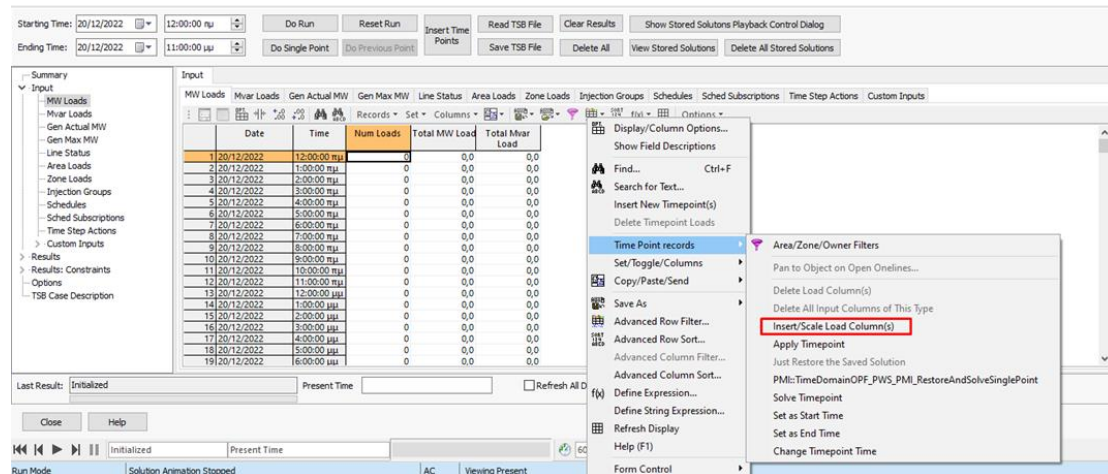 Starting Time: 20/12/2022 12:00:00 πμ Do Run Reset Run Insert Time Points Read TSB File Clear Results Show Stored Solutons Playback Control Dialog
Ending Time: 20/12/2022 11:00:00 μμ Do Single Point Do Previous Point Save TSB File Delete All View Stored Solutions Delete All Stored Solutions
Summary
Input
MW Loads
Mvar Loads
Gen Actual MW
Gen Max MW
Line Status
Area Loads
Zone Loads
Injection Groups
Schedules
Sched Subscriptions
Time Step Actions
Custom Inputs
Results
Results: Constraints
Options
TSB Case Description
Input
MW Loads Mvar Loads Gen Actual MW Gen Max MW Line Status Area Loads Zone Loads Injection Groups Schedules Sched Subscriptions Time Step Actions Custom Inputs
Records Set Columns Options
Date Time Num Loads Total MW Load Total Mvar Load
1 20/12/2022 12:00:00 πμ 0 0,0 0,0
2 20/12/2022 1:00:00 πμ 0 0,0 0,0
3 20/12/2022 2:00:00 πμ 0 0,0 0,0
4 20/12/2022 3:00:00 πμ 0 0,0 0,0
5 20/12/2022 4:00:00 πμ 0 0,0 0,0
6 20/12/2022 5:00:00 πμ 0 0,0 0,0
7 20/12/2022 6:00:00 πμ 0 0,0 0,0
8 20/12/2022 7:00:00 πμ 0 0,0 0,0
9 20/12/2022 8:00:00 πμ 0 0,0 0,0
10 20/12/2022 9:00:00 πμ 0 0,0 0,0
11 20/12/2022 10:00:00 πμ 0 0,0 0,0
12 20/12/2022 11:00:00 πμ 0 0,0 0,0
13 20/12/2022 12:00:00 μμ 0 0,0 0,0
14 20/12/2022 1:00:00 μμ 0 0,0 0,0
15 20/12/2022 2:00:00 μμ 0 0,0 0,0
16 20/12/2022 3:00:00 μμ 0 0,0 0,0
17 20/12/2022 4:00:00 μμ 0 0,0 0,0
18 20/12/2022 5:00:00 μμ 0 0,0 0,0
19 20/12/2022 6:00:00 μμ 0 0,0 0,0
Display/Column Options...
Show Field Descriptions
Find... Ctrl+F
Search for Text...
Insert New Timepoint(s)
Delete Timepoint Loads
Time Point records
Set/Toggle/Columns
Copy/Paste/Send
Save As
Advanced Row Filter...
Advanced Row Sort...
Advanced Column Filter...
Advanced Column Sort...
f(x) Define Expression...
Define String Expression...
Refresh Display
Help (F1)
Form Control
Area/Zone/Owner Filters
Pan to Object on Open Onelines...
Delete Load Column(s)
Delete All Input Columns of This Type
Insert/Scale Load Column(s)
Apply Timepoint
Just Restore the Saved Solution
PMI::TimeDomainOPF_PWS_PMI_RestoreAndSolveSinglePoint
Solve Timepoint
Set as Start Time
Set as End Time
Change Timepoint Time
Last Result: Initialized Present Time Refresh All D
Close Help
Initialized Present Time 60
Run Mode Solution Animation Stopped AC Viewing Present